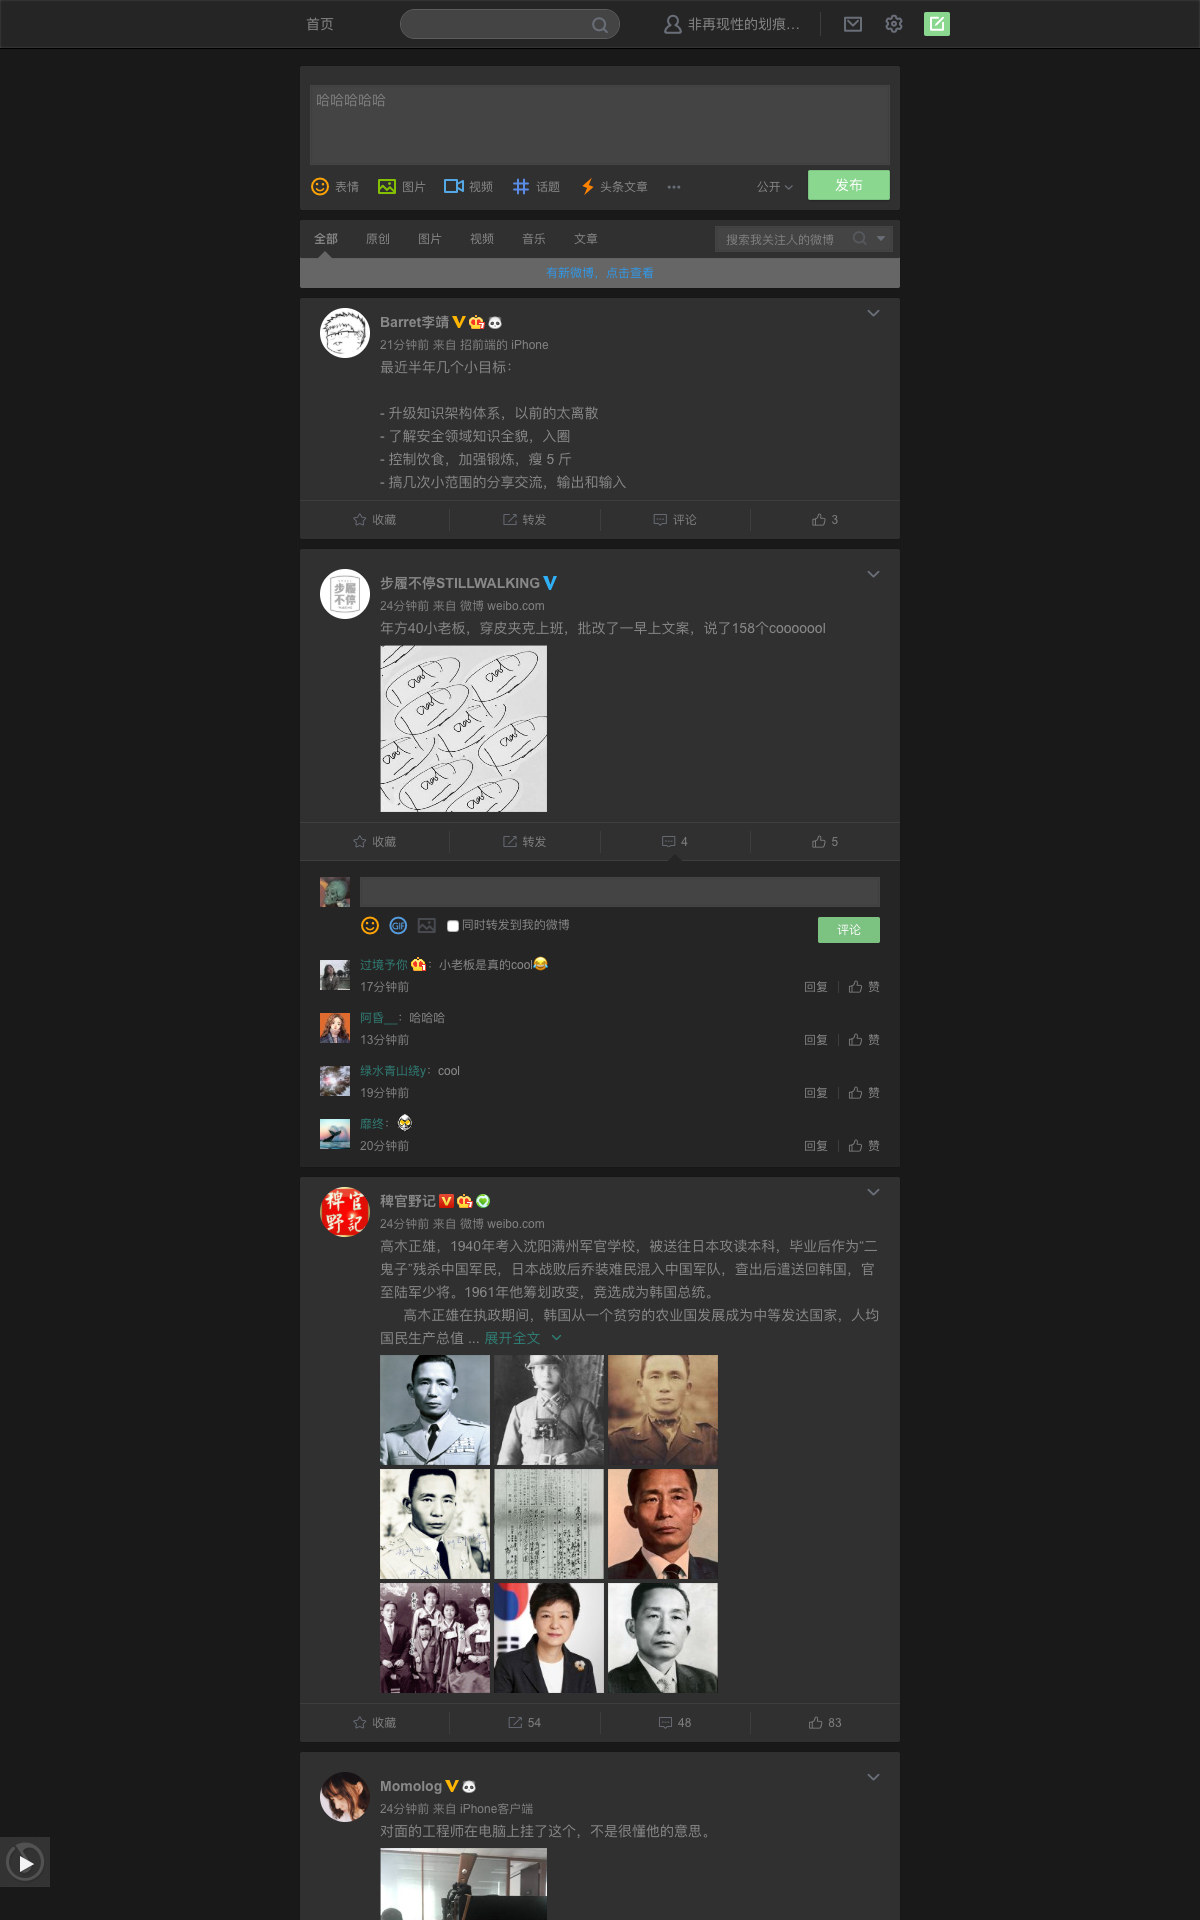 首页
非再现性的划痕...
哈哈哈哈哈
表情 图片 视频 话题 头条文章 公开 发布
全部 原创 图片 视频 音乐 文章 搜索我关注人的微博
有新微博，点击查看
Barret李靖
21分钟前 来自 招前端的 iPhone
最近半年几个小目标：
- 升级知识架构体系，以前的太离散
- 了解安全领域知识全貌，入圈
- 控制饮食，加强锻炼，瘦 5 斤
- 搞几次小范围的分享交流，输出和输入
收藏 转发 评论 3
步履不停
步履不停STILLWALKING
24分钟前 来自 微博 weibo.com
年方40小老板，穿皮夹克上班，批改了一早上文案，说了158个cooooool
收藏 转发 4 5
GIF 同时转发到我的微博 评论
过境予你：小老板是真的cool
17分钟前 回复 赞
阿昏__：哈哈哈
13分钟前 回复 赞
绿水青山绕y：cool
19分钟前 回复 赞
靡终：
20分钟前 回复 赞
稗官野記
稗官野记
24分钟前 来自 微博 weibo.com
高木正雄，1940年考入沈阳满州军官学校，被送往日本攻读本科，毕业后作为“二
鬼子”残杀中国军民，日本战败后乔装难民混入中国军队，查出后遣送回韩国，官
至陆军少将。1961年他筹划政变，竞选成为韩国总统。
高木正雄在执政期间，韩国从一个贫穷的农业国发展成为中等发达国家，人均
国民生产总值 ... 展开全文
收藏 54 48 83
Momolog
24分钟前 来自 iPhone客户端
对面的工程师在电脑上挂了这个，不是很懂他的意思。